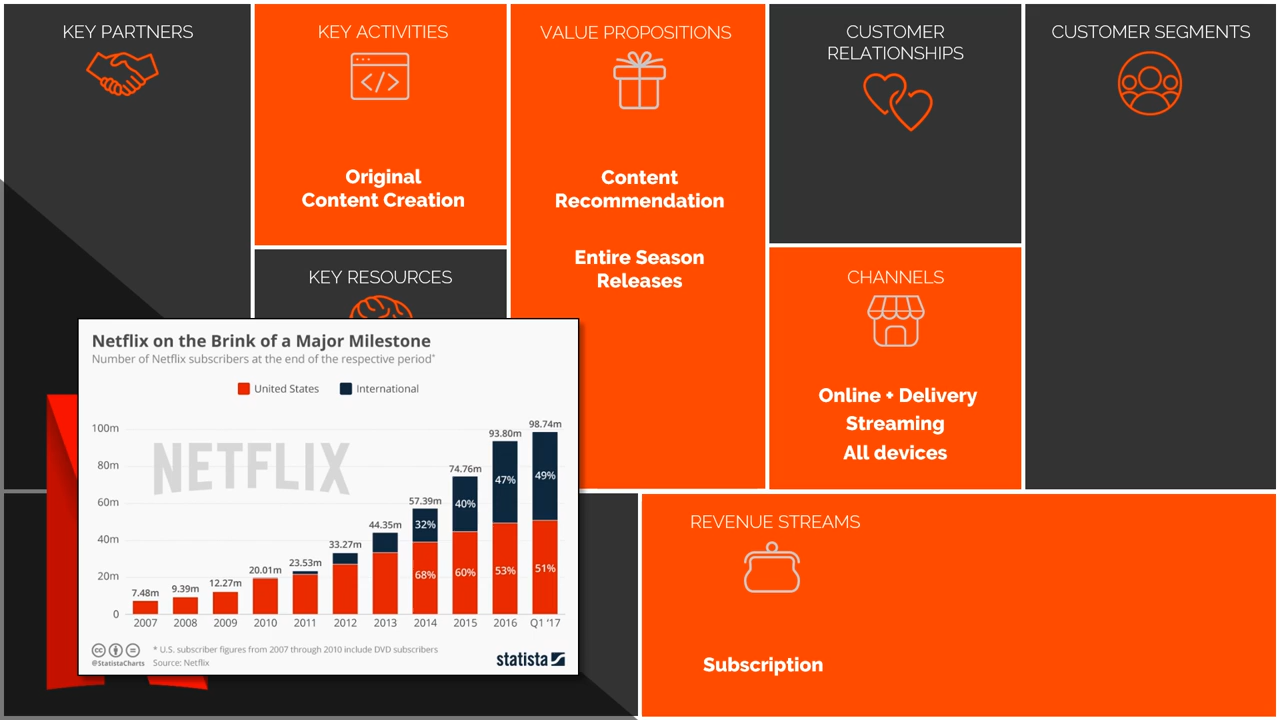 KEY PARTNERS
KEY ACTIVITIES
</>
Original
Content Creation
KEY RESOURCES
VALUE PROPOSITIONS
Content
Recommendation
Entire Season
Releases
CUSTOMER
RELATIONSHIPS
CHANNELS
Online + Delivery
Streaming
All devices
CUSTOMER SEGMENTS
REVENUE STREAMS
Subscription
Netflix on the Brink of a Major Milestone
Number of Netflix subscribers at the end of the respective period*
United States International
NETFLIX
100m
80m
60m
40m
20m
0
7.48m
9.39m
12.27m
20.01m
23.53m
33.27m
44.35m
57.39m
74.76m
93.80m
98.74m
32%
40%
47%
49%
68%
60%
53%
51%
2007 2008 2009 2010 2011 2012 2013 2014 2015 2016 Q1 '17
cc =
@StatistaCharts
* U.S. subscriber figures from 2007 through 2010 include DVD subscribers
Source: Netflix
statista